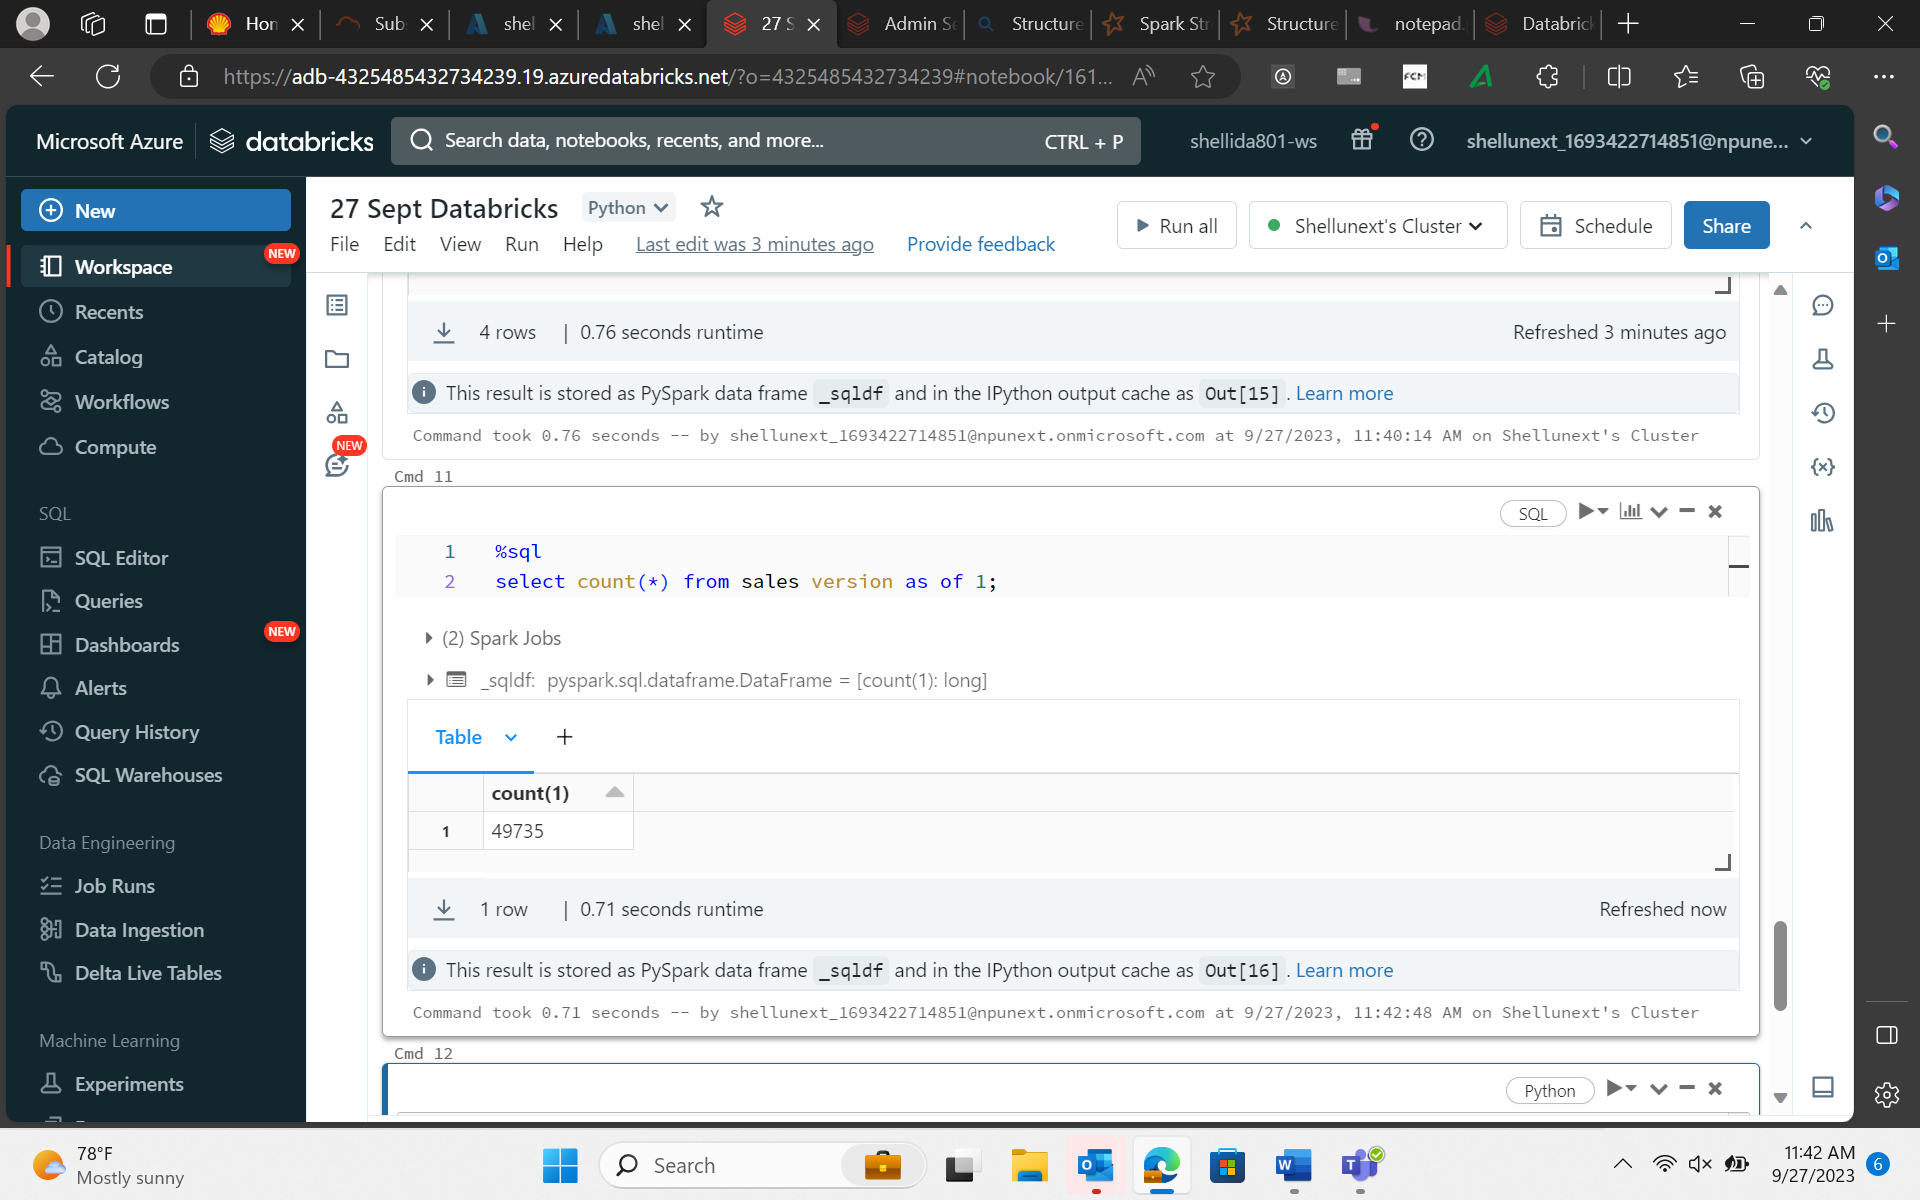 Hon
Sub
shel
shel
27 S
Admin Se
Structure
Spark Str
Structure
notepad.
Databrick
https://adb-4325485432734239.19.azuredatabricks.net/?o=4325485432734239#notebook/161...
FCM
Microsoft Azure
databricks
Search data, notebooks, recents, and more...
CTRL + P
shellida801-ws
shellunext_1693422714851@npune...
New
Workspace
NEW
Recents
Catalog
Workflows
Compute
SQL
SQL Editor
Queries
Dashboards
NEW
Alerts
Query History
SQL Warehouses
Data Engineering
Job Runs
Data Ingestion
Delta Live Tables
Machine Learning
Experiments
27 Sept Databricks
Python
File Edit View Run Help Last edit was 3 minutes ago Provide feedback
Run all
Shellunext's Cluster
Schedule
Share
NEW
4 rows | 0.76 seconds runtime
Refreshed 3 minutes ago
This result is stored as PySpark data frame _sqldf and in the IPython output cache as Out[15]. Learn more
Command took 0.76 seconds -- by shellunext_1693422714851@npunext.onmicrosoft.com at 9/27/2023, 11:40:14 AM on Shellunext's Cluster
Cmd 11
SQL
1 %sql
2 select count(*) from sales version as of 1;
(2) Spark Jobs
_sqldf: pyspark.sql.dataframe.DataFrame = [count(1): long]
Table
count(1)
1 49735
1 row | 0.71 seconds runtime
Refreshed now
This result is stored as PySpark data frame _sqldf and in the IPython output cache as Out[16]. Learn more
Command took 0.71 seconds -- by shellunext_1693422714851@npunext.onmicrosoft.com at 9/27/2023, 11:42:48 AM on Shellunext's Cluster
Cmd 12
Python
78°F
Mostly sunny
Search
11:42 AM
9/27/2023
6